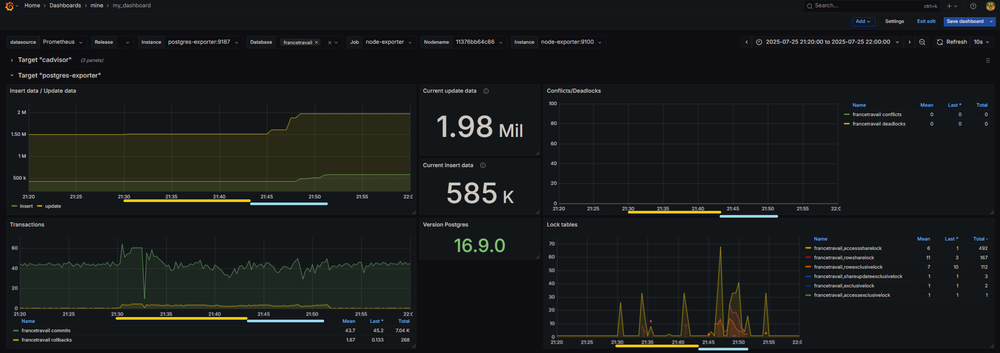 Home › Dashboards › mine › my_dashboard
Search... ctrl+k
Add Settings Exit edit Save dashboard
datasource Prometheus Release Instance postgres-exporter:9187 Database francetravail × Job node-exporter Nodename 11376bb64c86 Instance node-exporter:9100 2025-07-25 21:20:00 to 2025-07-25 22:00:00 Refresh 10s
Target "cadvisor" (3 panels)
Target "postgres-exporter"
Insert data / Update data
2 M
1.50 M
1 M
500 k
21:20 21:25 21:30 21:35 21:40 21:45 21:50 21:55 22:0
insert update
Current update data
1.98 Mil
Current insert data
585 K
Conflicts/Deadlocks
100
80
60
40
20
0
21:20 21:25 21:30 21:35 21:40 21:45 21:50 21:55 22:0
Name Mean Last * Total
francetravail conflicts 0 0 0
francetravail deadlocks 0 0 0
Transactions
60
40
20
0
21:20 21:25 21:30 21:35 21:40 21:45 21:50 21:55 22:0
Name Mean Last * Total
francetravail commits 43.7 45.2 7.04 K
francetravail rollbacks 1.67 0.133 268
Version Postgres
16.9.0
Lock tables
70
60
50
40
30
20
10
0
21:20 21:25 21:30 21:35 21:40 21:45 21:50 21:55 22:0
Name Mean Last * Total
francetravail,accesssharelock 6 1 492
francetravail,rowsharelock 11 3 167
francetravail,rowexclusivelock 7 10 112
francetravail,shareupdateexclusivelock 1 1 3
francetravail,exclusivelock 1 1 2
francetravail,accessexclusivelock 1 1 1